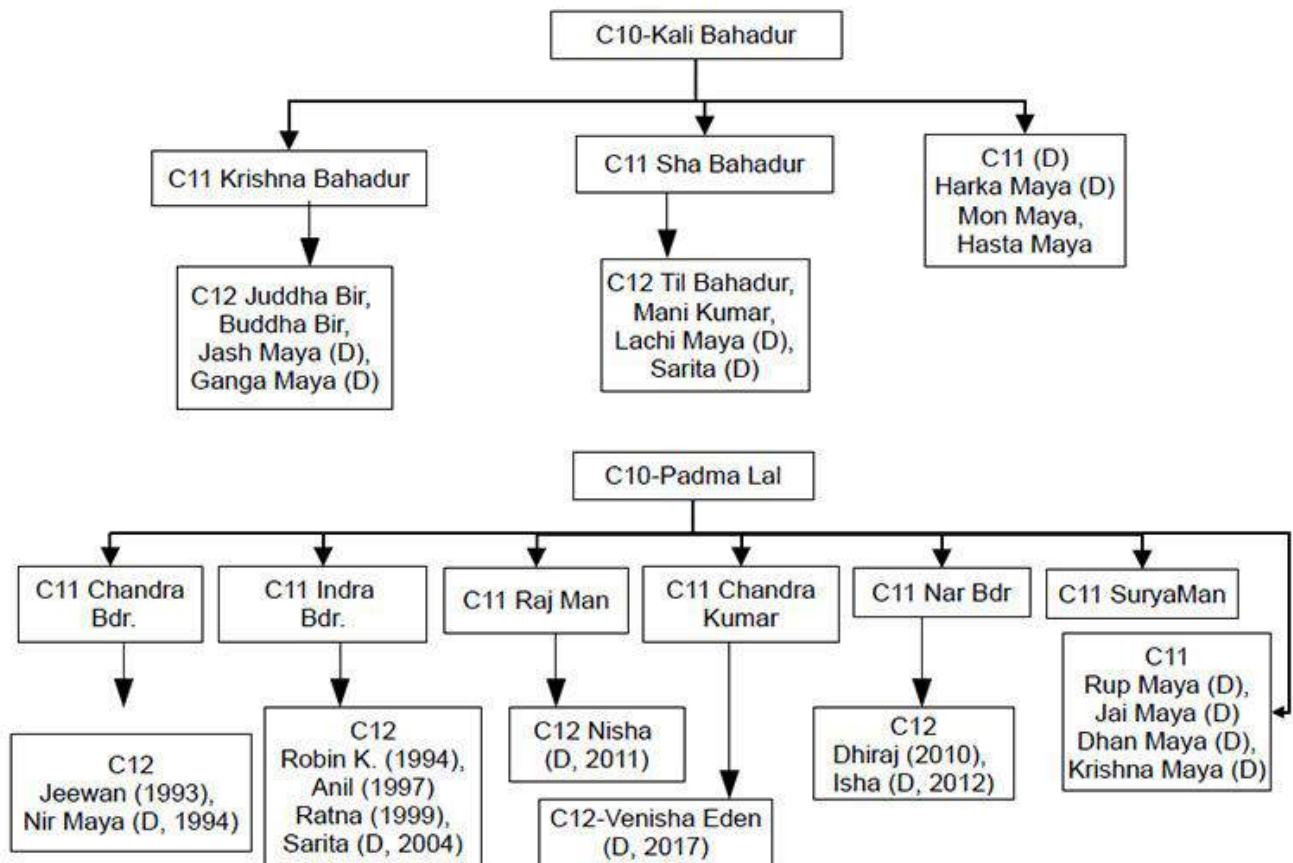 C10-Kali Bahadur
C11 Krishna Bahadur
C11 Sha Bahadur
C11 (D)
Harka Maya (D)
Mon Maya,
Hasta Maya
C12 Juddha Bir,
Buddha Bir,
Jash Maya (D),
Ganga Maya (D)
C12 Til Bahadur,
Mani Kumar,
Lachi Maya (D),
Sarita (D)
C10-Padma Lal
C11 Chandra
Bdr.
C11 Indra
Bdr.
C11 Raj Man
C11 Chandra
Kumar
C11 Nar Bdr
C11 SuryaMan
C11
Rup Maya (D),
Jai Maya (D)
Dhan Maya (D),
Krishna Maya (D)
C12
Jeewan (1993),
Nir Maya (D, 1994)
C12
Robin K. (1994),
Anil (1997)
Ratna (1999),
Sarita (D, 2004)
C12 Nisha
(D, 2011)
C12-Venisha Eden
(D, 2017)
C12
Dhiraj (2010),
Isha (D, 2012)